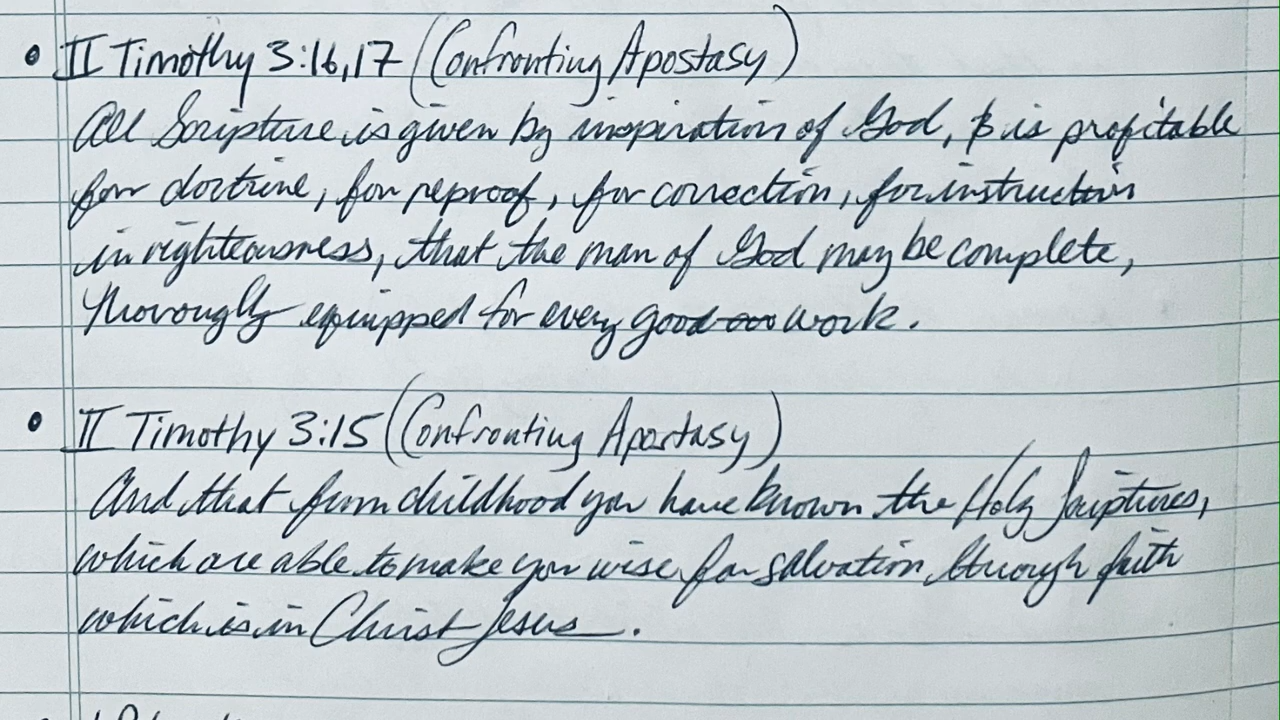 • II Timothy 3:16,17 (Confronting Apostasy)
All Scripture is given by inspiration of God, & is profitable
for doctrine, for reproof, for correction, for instruction
in righteousness, that the man of God may be complete,
thoroughly equipped for every good work.
• II Timothy 3:15 (Confronting Apostasy)
And that from childhood you have known the Holy Scriptures,
which are able to make you wise for salvation through faith
which is in Christ Jesus.